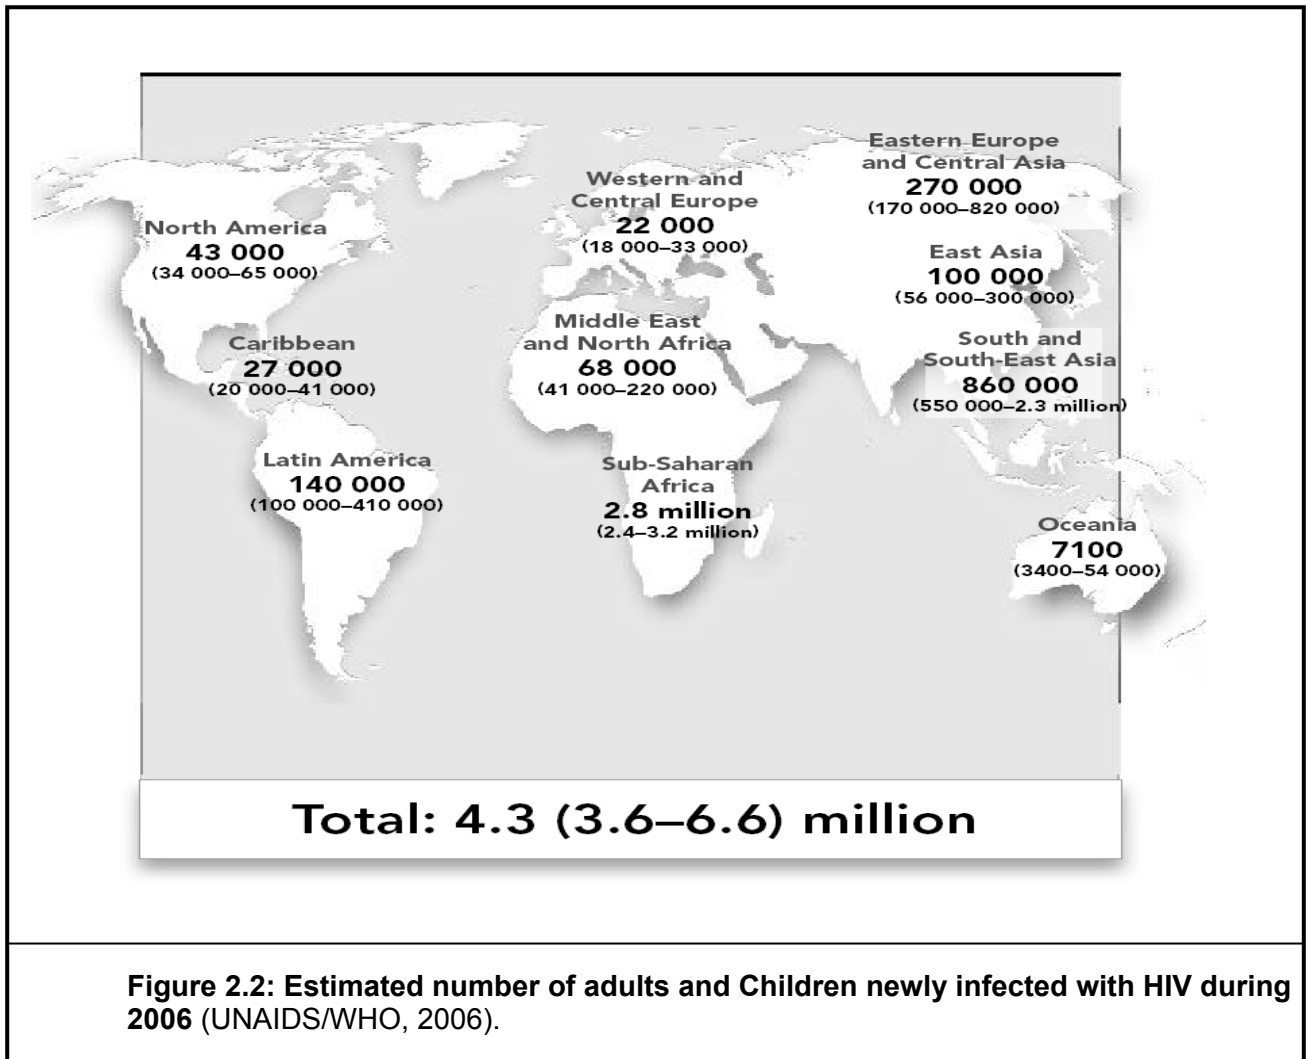 Eastern Europe
and Central Asia
270 000
(170 000–820 000)
Western and
Central Europe
22 000
(18 000–33 000)
North America
43 000
(34 000–65 000)
East Asia
100 000
(56 000–300 000)
Middle East
and North Africa
68 000
(41 000–220 000)
Caribbean
27 000
(20 000–41 000)
South and
South-East Asia
860 000
(550 000–2.3 million)
Latin America
140 000
(100 000–410 000)
Sub-Saharan
Africa
2.8 million
(2.4–3.2 million)
Oceania
7100
(3400–54 000)
Total: 4.3 (3.6–6.6) million
Figure 2.2: Estimated number of adults and Children newly infected with HIV during
2006 (UNAIDS/WHO, 2006).